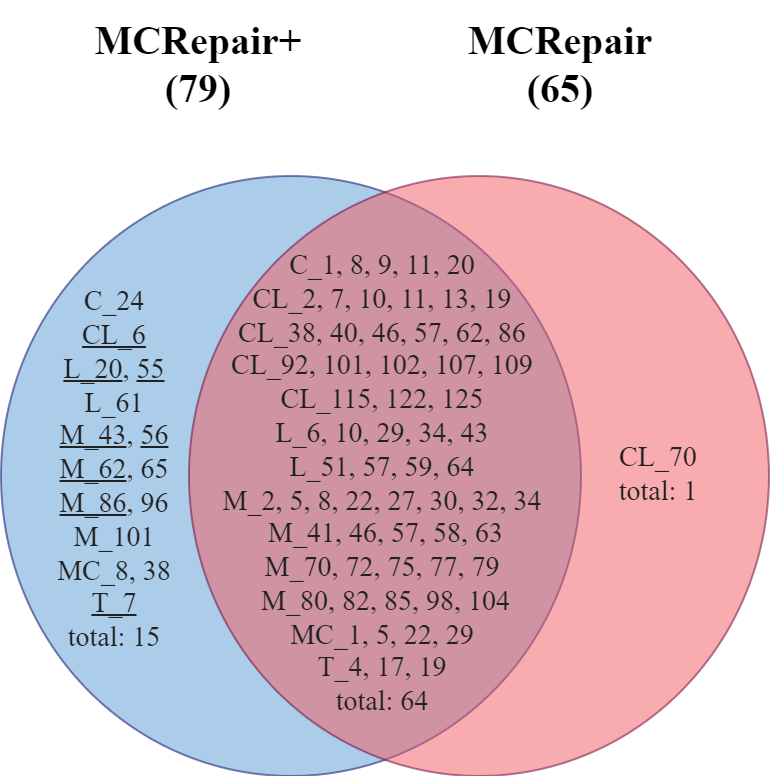 MCRepair+
(79)
MCRepair
(65)
C_24
CL_6
L_20, 55
L_61
M_43, 56
M_62, 65
M_86, 96
M_101
MC_8, 38
T_7
total: 15
C_1, 8, 9, 11, 20
CL_2, 7, 10, 11, 13, 19
CL_38, 40, 46, 57, 62, 86
CL_92, 101, 102, 107, 109
CL_115, 122, 125
L_6, 10, 29, 34, 43
L_51, 57, 59, 64
M_2, 5, 8, 22, 27, 30, 32, 34
M_41, 46, 57, 58, 63
M_70, 72, 75, 77, 79
M_80, 82, 85, 98, 104
MC_1, 5, 22, 29
T_4, 17, 19
total: 64
CL_70
total: 1